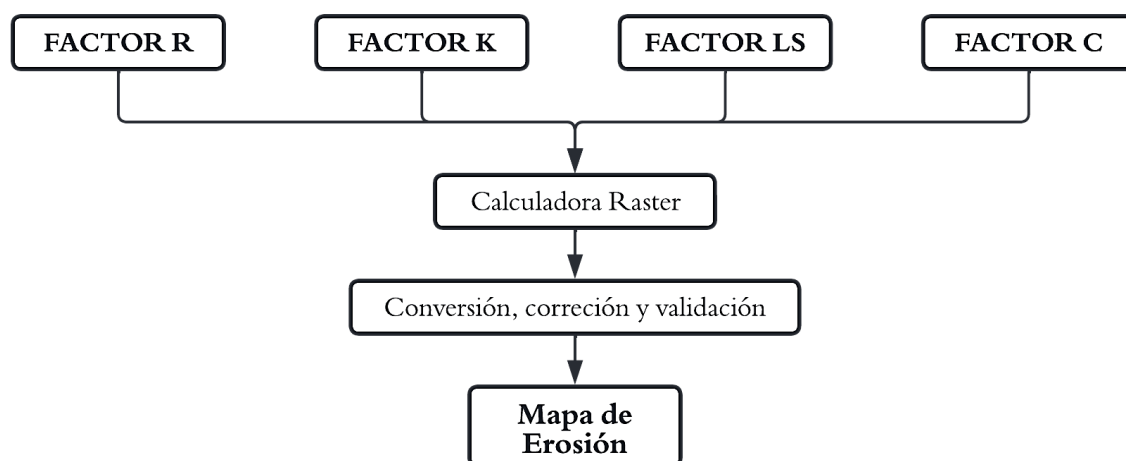 FACTOR R
FACTOR K
FACTOR LS
FACTOR C
Calculadora Raster
Conversión, correción y validación
Mapa de
Erosión